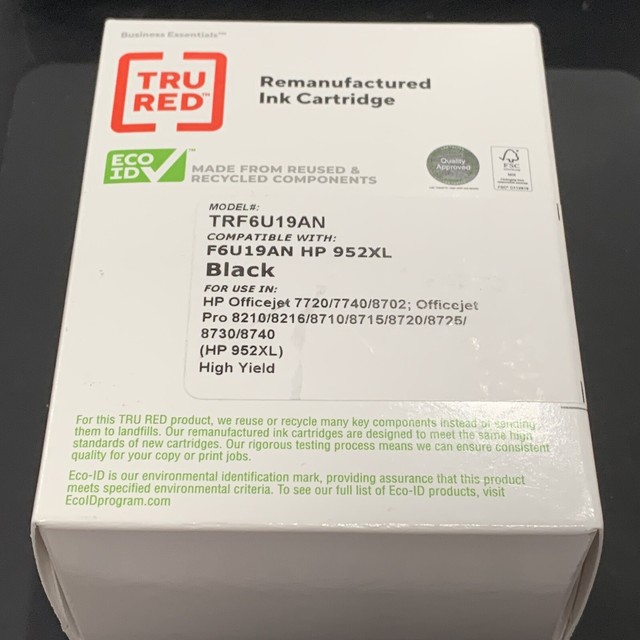 Business Essentials™
TRU
RED™
Remanufactured
Ink Cartridge
ECO
ID™
MADE FROM REUSED &
RECYCLED COMPONENTS
Quality
Approved
FSC
MODEL#:
TRF6U19AN
COMPATIBLE WITH:
F6U19AN HP 952XL
Black
FOR USE IN:
HP Officejet 7720/7740/8702; Officejet
Pro 8210/8216/8710/8715/8720/8725/
8730/8740
(HP 952XL)
High Yield
For this TRU RED product, we reuse or recycle many key components instead of sending
them to landfills. Our remanufactured ink cartridges are designed to meet the same high
standards of new cartridges. Our rigorous testing process means we can ensure consistent
quality for your copy or print jobs.
Eco-ID is our environmental identification mark, providing assurance that this product
meets specified environmental criteria. To see our full list of Eco-ID products, visit
EcoIDprogram.com